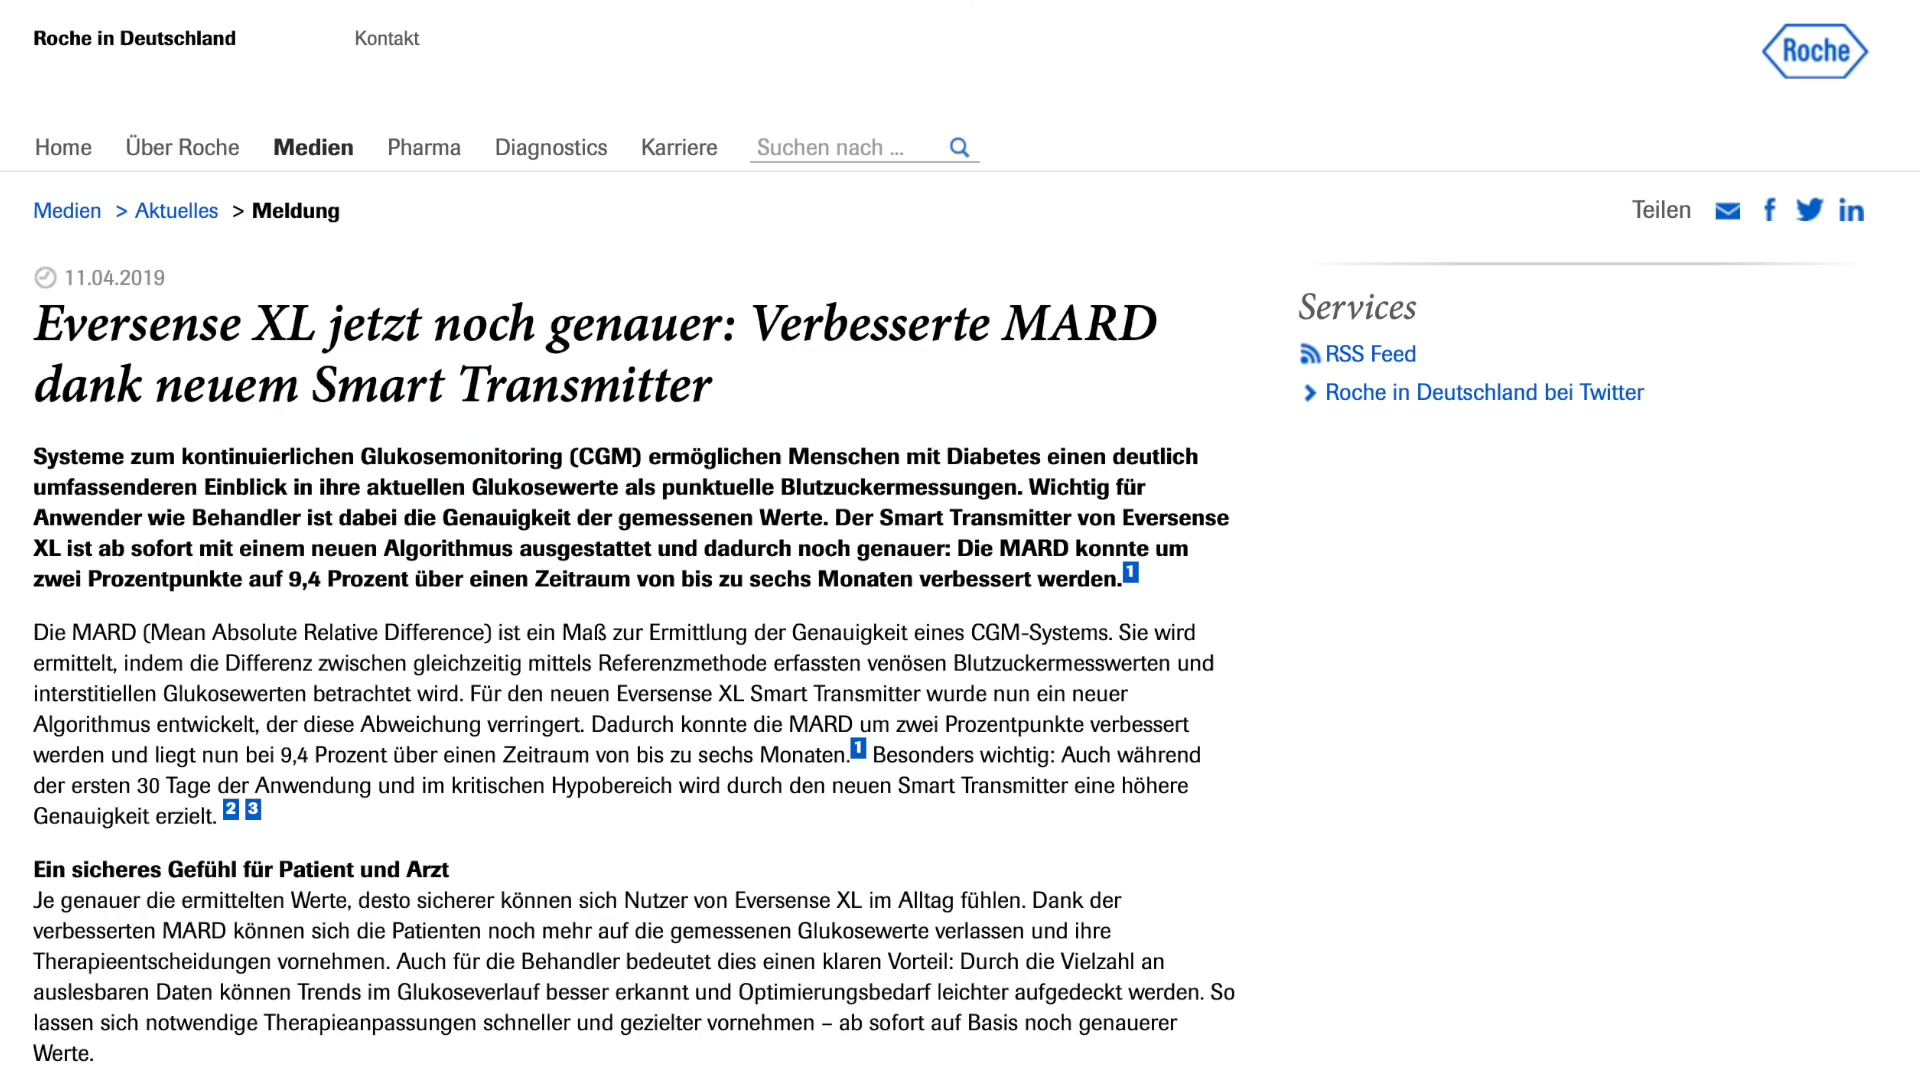 Roche in Deutschland
Kontakt
Roche
Home
Über Roche
Medien
Pharma
Diagnostics
Karriere
Suchen nach ...
Medien > Aktuelles > Meldung
Teilen
11.04.2019
Eversense XL jetzt noch genauer: Verbesserte MARD
dank neuem Smart Transmitter
Systeme zum kontinuierlichen Glukosemonitoring (CGM) ermöglichen Menschen mit Diabetes einen deutlich
umfassenderen Einblick in ihre aktuellen Glukosewerte als punktuelle Blutzuckermessungen. Wichtig für
Anwender wie Behandler ist dabei die Genauigkeit der gemessenen Werte. Der Smart Transmitter von Eversense
XL ist ab sofort mit einem neuen Algorithmus ausgestattet und dadurch noch genauer: Die MARD konnte um
zwei Prozentpunkte auf 9,4 Prozent über einen Zeitraum von bis zu sechs Monaten verbessert werden.1
Die MARD (Mean Absolute Relative Difference) ist ein Maß zur Ermittlung der Genauigkeit eines CGM-Systems. Sie wird
ermittelt, indem die Differenz zwischen gleichzeitig mittels Referenzmethode erfassten venösen Blutzuckermesswerten und
interstitiellen Glukosewerten betrachtet wird. Für den neuen Eversense XL Smart Transmitter wurde nun ein neuer
Algorithmus entwickelt, der diese Abweichung verringert. Dadurch konnte die MARD um zwei Prozentpunkte verbessert
werden und liegt nun bei 9,4 Prozent über einen Zeitraum von bis zu sechs Monaten.1 Besonders wichtig: Auch während
der ersten 30 Tage der Anwendung und im kritischen Hypobereich wird durch den neuen Smart Transmitter eine höhere
Genauigkeit erzielt. 2 3
Ein sicheres Gefühl für Patient und Arzt
Je genauer die ermittelten Werte, desto sicherer können sich Nutzer von Eversense XL im Alltag fühlen. Dank der
verbesserten MARD können sich die Patienten noch mehr auf die gemessenen Glukosewerte verlassen und ihre
Therapieentscheidungen vornehmen. Auch für die Behandler bedeutet dies einen klaren Vorteil: Durch die Vielzahl an
auslesbaren Daten können Trends im Glukoseverlauf besser erkannt und Optimierungsbedarf leichter aufgedeckt werden. So
lassen sich notwendige Therapieanpassungen schneller und gezielter vornehmen – ab sofort auf Basis noch genauerer
Werte.
Services
RSS Feed
Roche in Deutschland bei Twitter